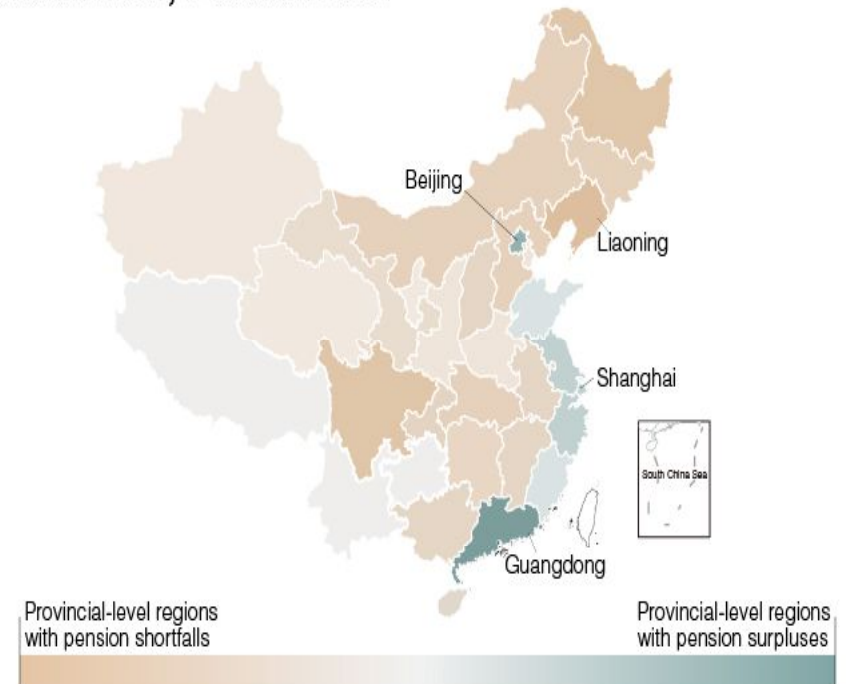 Beijing
Liaoning
Shanghai
South China Sea
Guangdong
Provincial-level regions
with pension shortfalls
Provincial-level regions
with pension surpluses